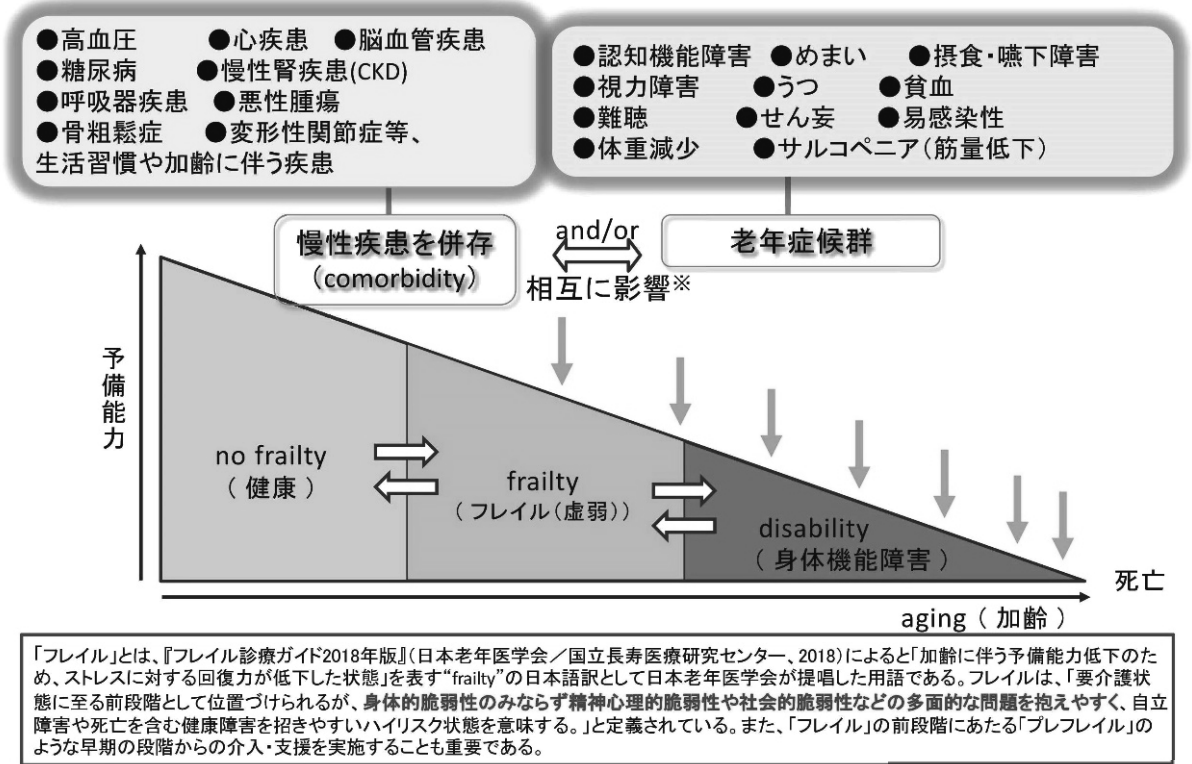 ●高血圧 ●心疾患 ●脳血管疾患
●糖尿病 ●慢性腎疾患(CKD)
●呼吸器疾患 ●悪性腫瘍
●骨粗鬆症 ●変形性関節症等、
生活習慣や加齢に伴う疾患
●認知機能障害 ●めまい ●摂食・嚥下障害
●視力障害 ●うつ ●貧血
●難聴 ●せん妄 ●易感染性
●体重減少 ●サルコペニア(筋量低下)
慢性疾患を併存
(comorbidity)
and/or
相互に影響※
老年症候群
予備能力
no frailty
(健康)
frailty
(フレイル(虚弱))
disability
(身体機能障害)
死亡
aging(加齢)
「フレイル」とは、『フレイル診療ガイド2018年版』(日本老年医学会/国立長寿医療研究センター、2018)によると「加齢に伴う予備能力低下のた
め、ストレスに対する回復力が低下した状態」を表す“frailty”の日本語訳として日本老年医学会が提唱した用語である。フレイルは、「要介護状
態に至る前段階として位置づけられるが、身体的脆弱性のみならず精神心理的脆弱性や社会的脆弱性などの多面的な問題を抱えやすく、自立
障害や死亡を含む健康障害を招きやすいハイリスク状態を意味する。」と定義されている。また、「フレイル」の前段階にあたる「プレフレイル」の
ような早期の段階からの介入・支援を実施することも重要である。